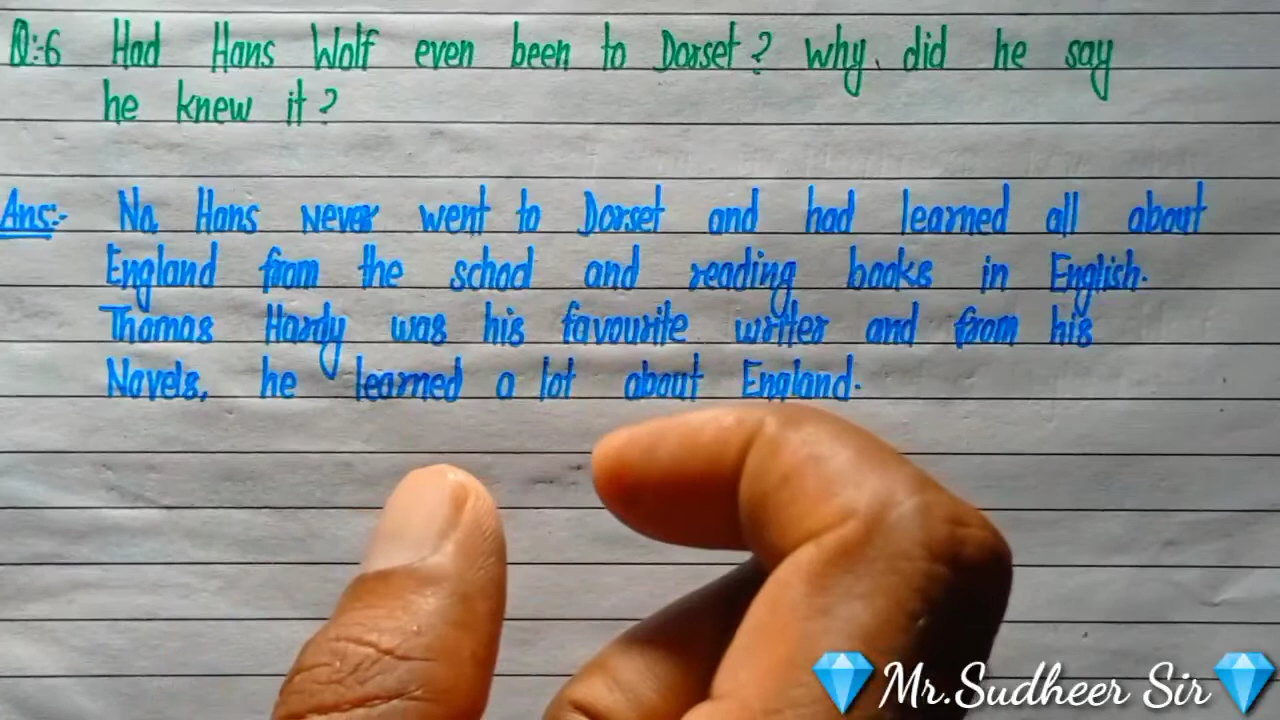 Q:-6 Had Hans Wolf even been to Dorset? Why did he say
he knew it?
Ans:- No, Hans never went to Dorset and had learned all about
England from the school and reading books in English.
Thomas Hardy was his favourite writer and from his
Novels, he learned a lot about England.
Mr.Sudheer Sir